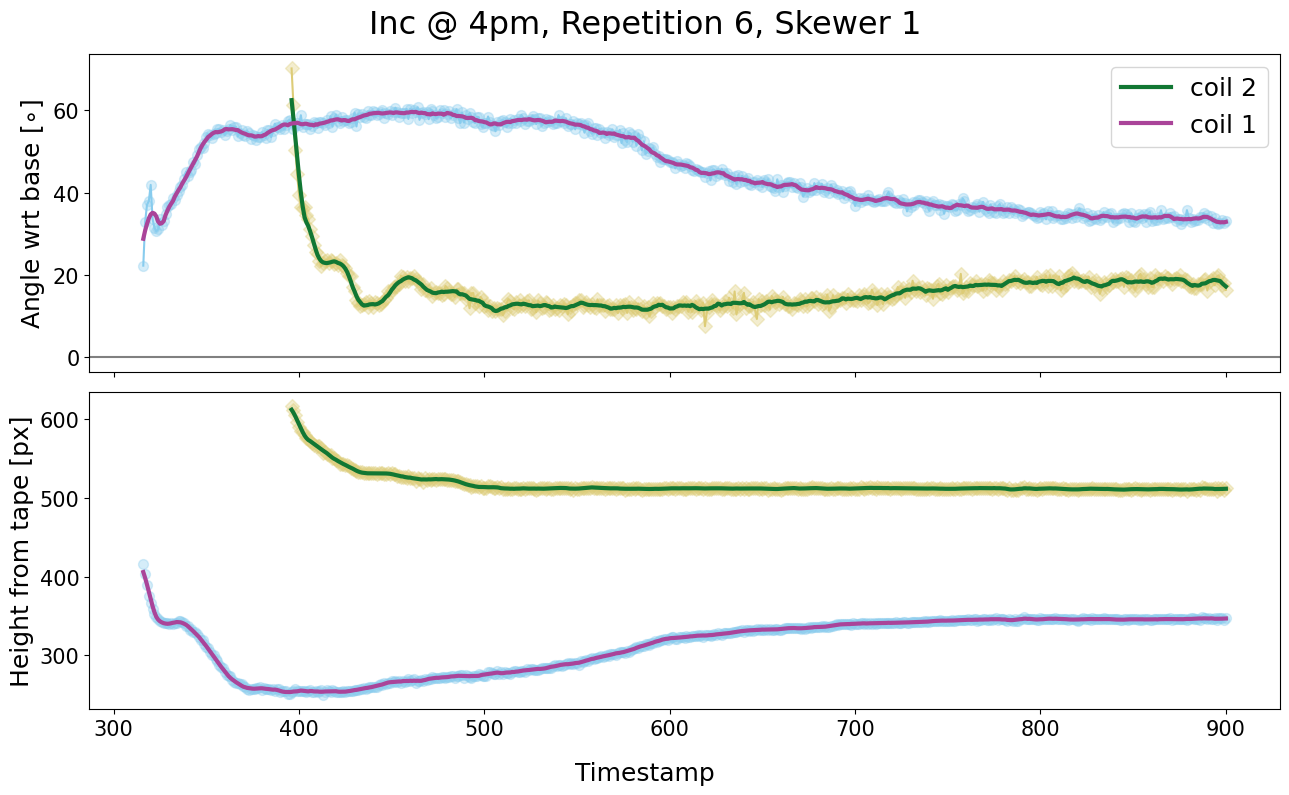 Inc @ 4pm, Repetition 6, Skewer 1
Angle wrt base [∘]
60
40
20
0
coil 2
coil 1
Height from tape [px]
600
500
400
300
300 400 500 600 700 800 900
Timestamp